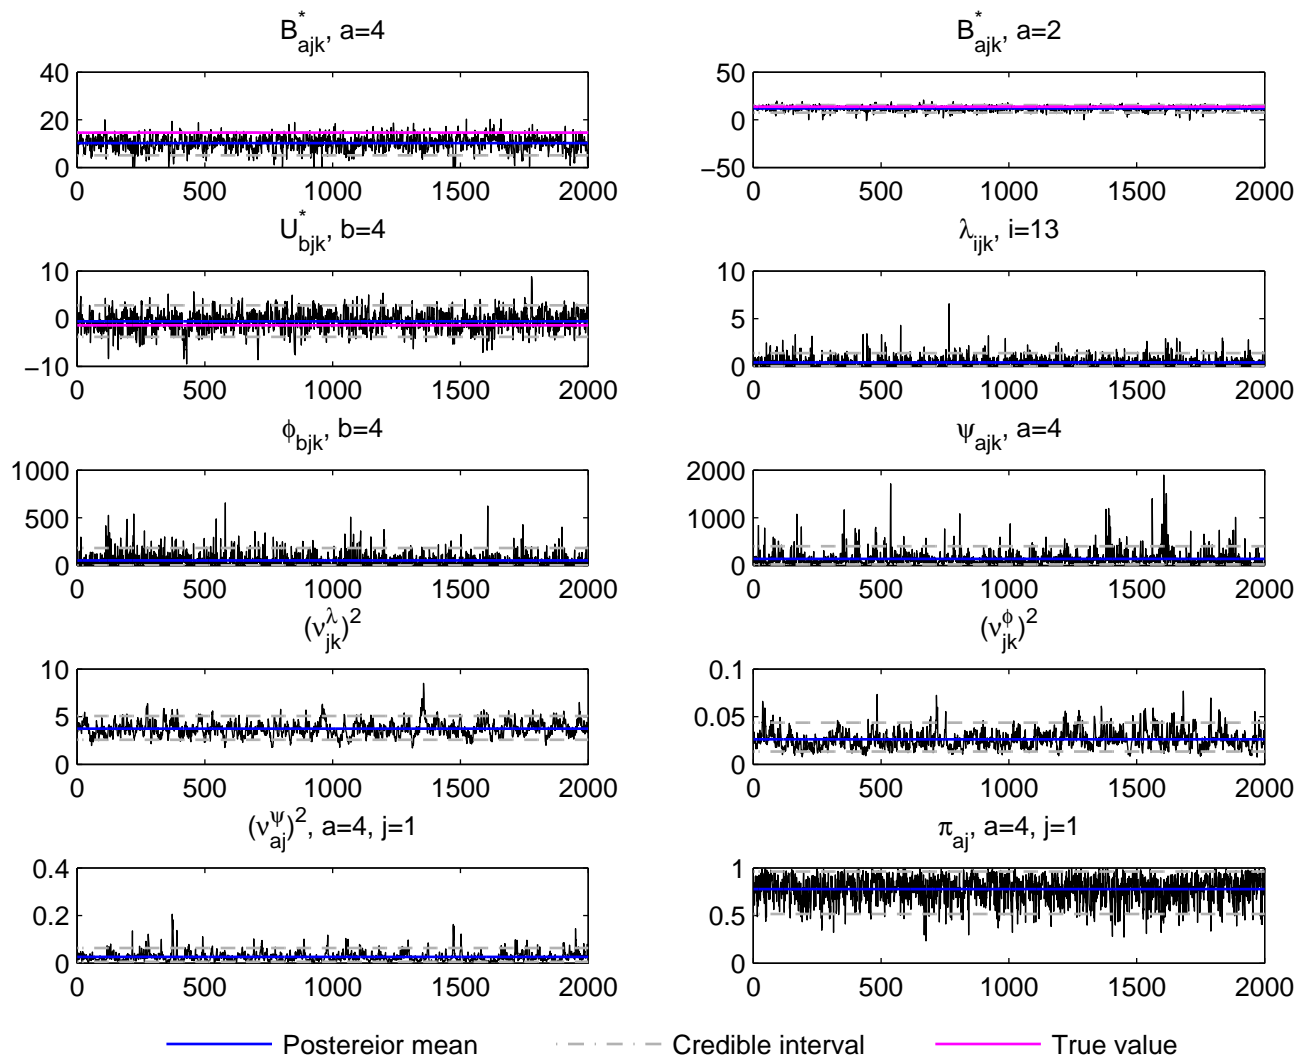 B*ajk, a=4
B*ajk, a=2
40
20
0
0 500 1000 1500 2000
50
0
−50
0 500 1000 1500 2000
U*bjk, b=4
λijk, i=13
10
0
−10
0 500 1000 1500 2000
10
5
0
0 500 1000 1500 2000
ϕbjk, b=4
ψajk, a=4
1000
500
0
0 500 1000 1500 2000
2000
1000
0
0 500 1000 1500 2000
(νλjk)2
(νϕjk)2
10
5
0
0 500 1000 1500 2000
0.1
0.05
0
0 500 1000 1500 2000
(νψaj)2, a=4, j=1
πaj, a=4, j=1
0.4
0.2
0
0 500 1000 1500 2000
1
0.5
0
0 500 1000 1500 2000
Postereior mean
Credible interval
True value